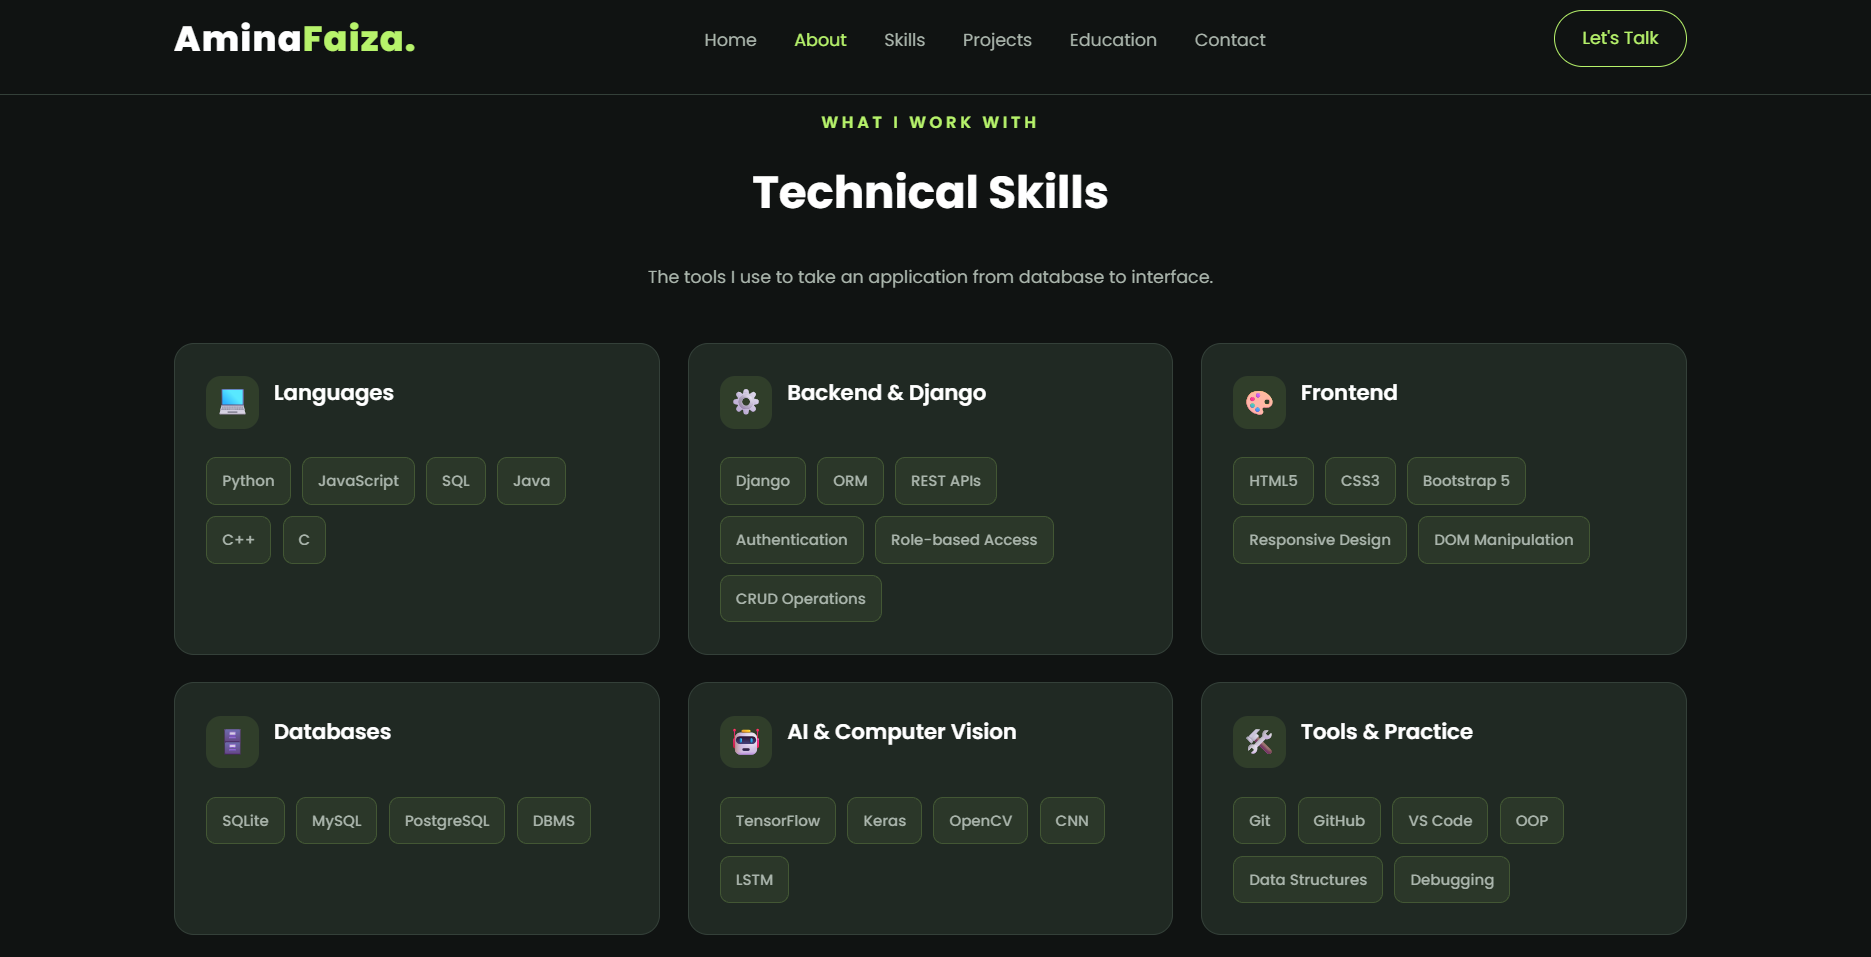 AminaFaiza.
Home About Skills Projects Education Contact
Let's Talk
WHAT I WORK WITH
Technical Skills
The tools I use to take an application from database to interface.
Languages
Python JavaScript SQL Java
C++ C
Backend & Django
Django ORM REST APIs
Authentication Role-based Access
CRUD Operations
Frontend
HTML5 CSS3 Bootstrap 5
Responsive Design DOM Manipulation
Databases
SQLite MySQL PostgreSQL DBMS
AI & Computer Vision
TensorFlow Keras OpenCV CNN
LSTM
Tools & Practice
Git GitHub VS Code OOP
Data Structures Debugging